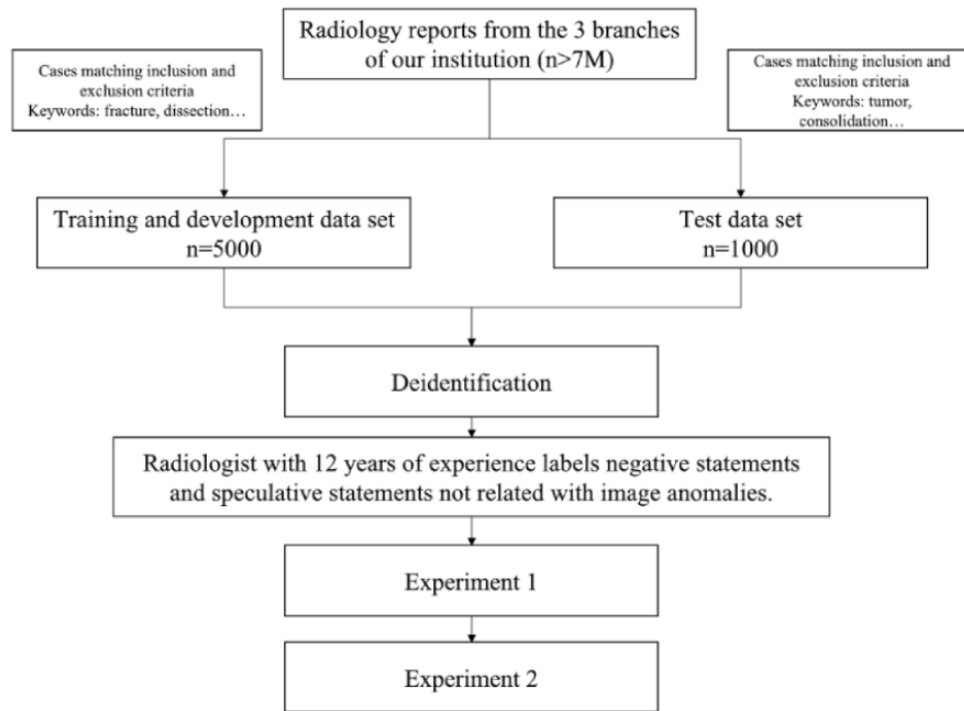 Radiology reports from the 3 branches
of our institution (n>7M)
Cases matching inclusion and
exclusion criteria
Keywords: fracture, dissection…
Cases matching inclusion and
exclusion criteria
Keywords: tumor,
consolidation…
Training and development data set
n=5000
Test data set
n=1000
Deidentification
Radiologist with 12 years of experience labels negative statements
and speculative statements not related with image anomalies.
Experiment 1
Experiment 2